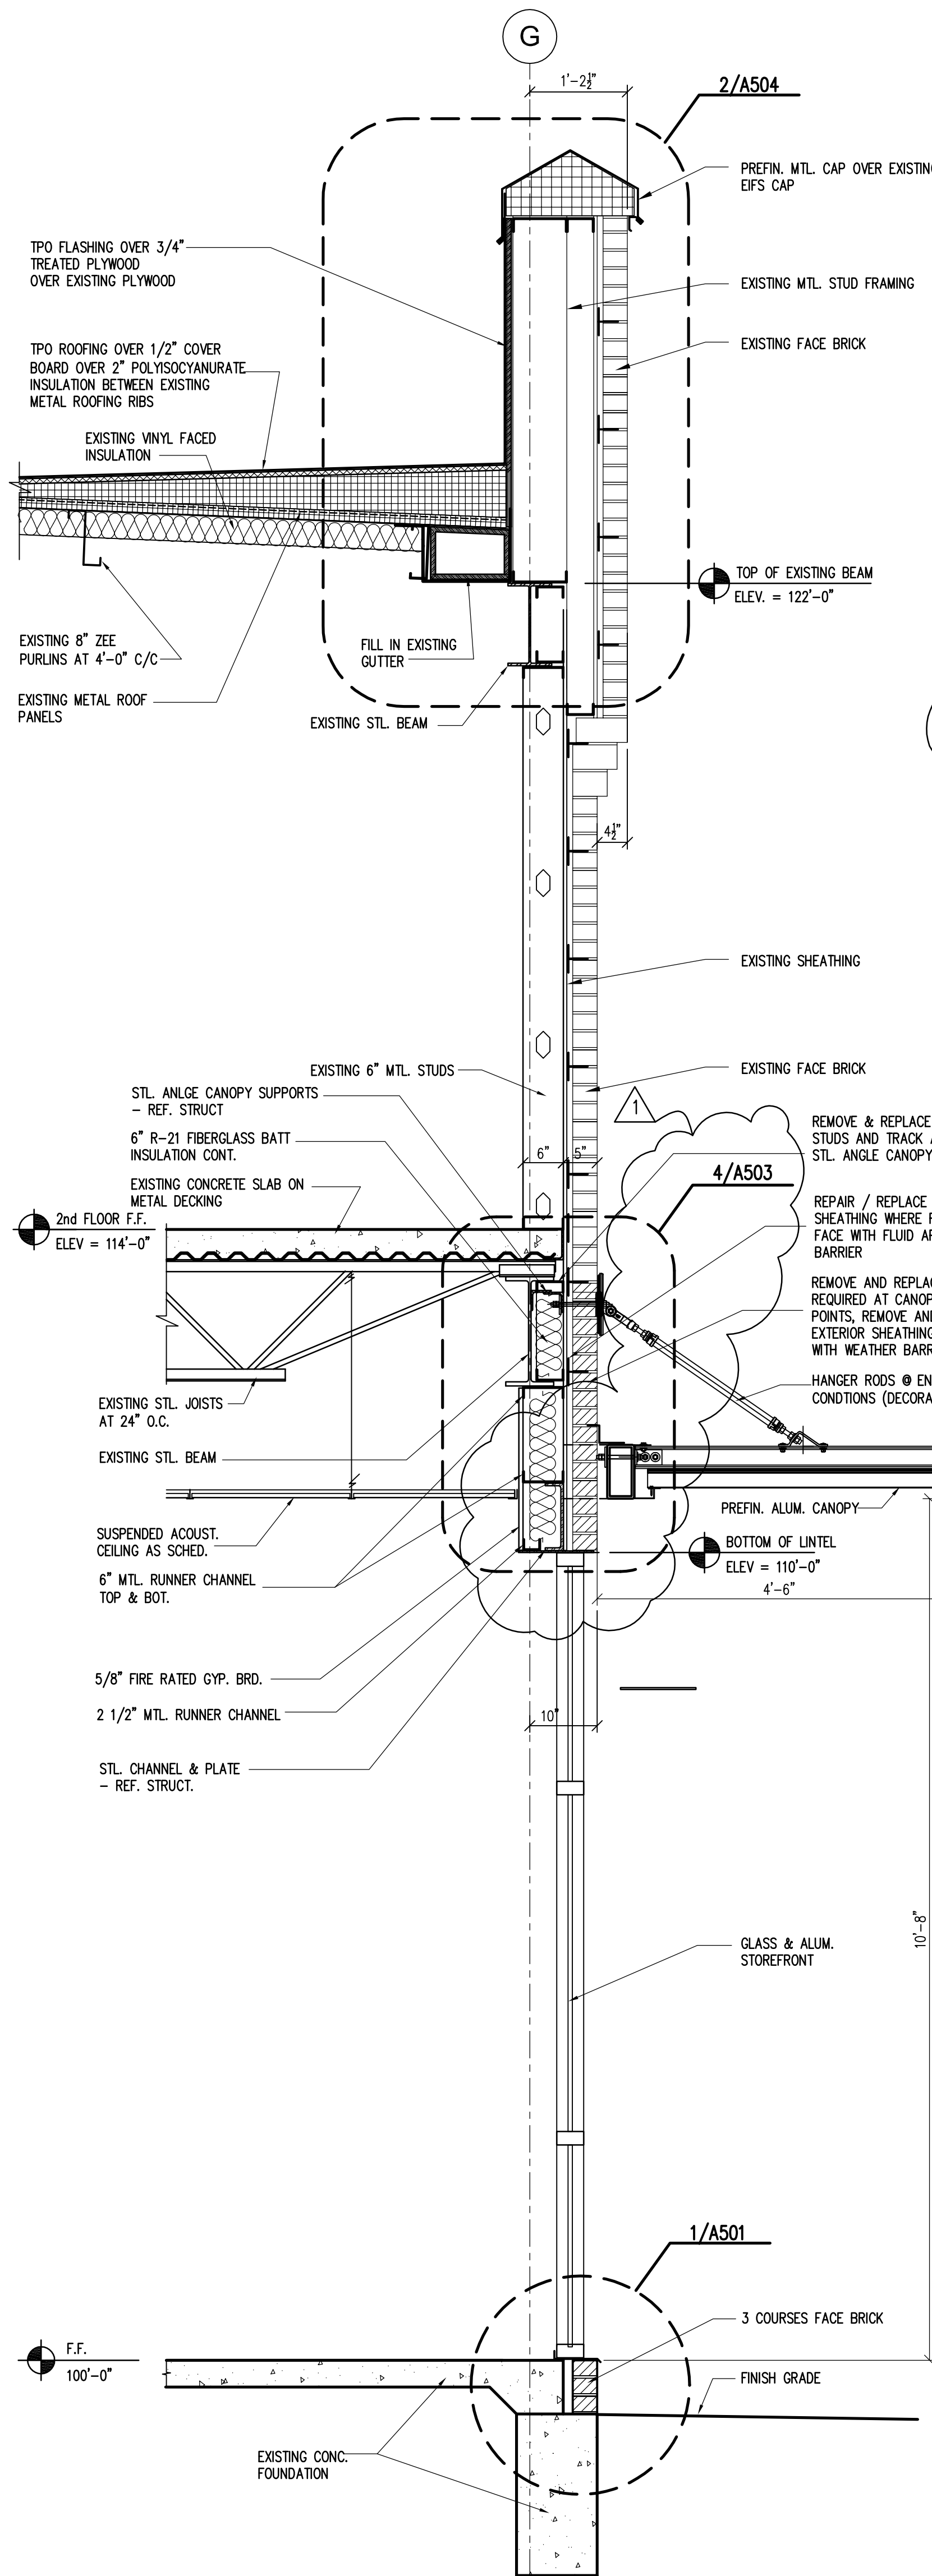 G
1'-2½"
2/A504
PREFIN. MTL. CAP OVER EXISTING
EIFS CAP
TPO FLASHING OVER 3/4"
TREATED PLYWOOD
OVER EXISTING PLYWOOD
EXISTING MTL. STUD FRAMING
EXISTING FACE BRICK
TPO ROOFING OVER 1/2" COVER
BOARD OVER 2" POLYISOCYANURATE
INSULATION BETWEEN EXISTING
METAL ROOFING RIBS
EXISTING VINYL FACED
INSULATION
TOP OF EXISTING BEAM
ELEV. = 122'-0"
EXISTING 8" ZEE
PURLINS AT 4'-0" C/C
FILL IN EXISTING
GUTTER
EXISTING METAL ROOF
PANELS
EXISTING STL. BEAM
4½"
EXISTING SHEATHING
EXISTING 6" MTL. STUDS
EXISTING FACE BRICK
STL. ANLGE CANOPY SUPPORTS
– REF. STRUCT
1
REMOVE & REPLACE
STUDS AND TRACK
STL. ANGLE CANOPY
6" R-21 FIBERGLASS BATT
INSULATION CONT.
6"
5"
4/A503
EXISTING CONCRETE SLAB ON
METAL DECKING
2nd FLOOR F.F.
ELEV = 114'-0"
REPAIR / REPLACE
SHEATHING WHERE
FACE WITH FLUID
BARRIER
REMOVE AND
REQUIRED AT
POINTS, REMOVE
EXTERIOR SHEATHING
WITH WEATHER
HANGER RODS @
EXISTING STL. JOISTS
AT 24" O.C.
EXISTING STL. BEAM
PREFIN. ALUM. CANOPY
SUSPENDED ACOUST.
CEILING AS SCHED.
BOTTOM OF LINTEL
ELEV = 110'-0"
6" MTL. RUNNER CHANNEL
TOP & BOT.
4'-6"
5/8" FIRE RATED GYP. BRD.
2 1/2" MTL. RUNNER CHANNEL
10"
STL. CHANNEL & PLATE
– REF. STRUCT.
GLASS & ALUM.
STOREFRONT
10'-8"
1/A501
3 COURSES FACE BRICK
F.F.
100'-0"
FINISH GRADE
EXISTING CONC.
FOUNDATION